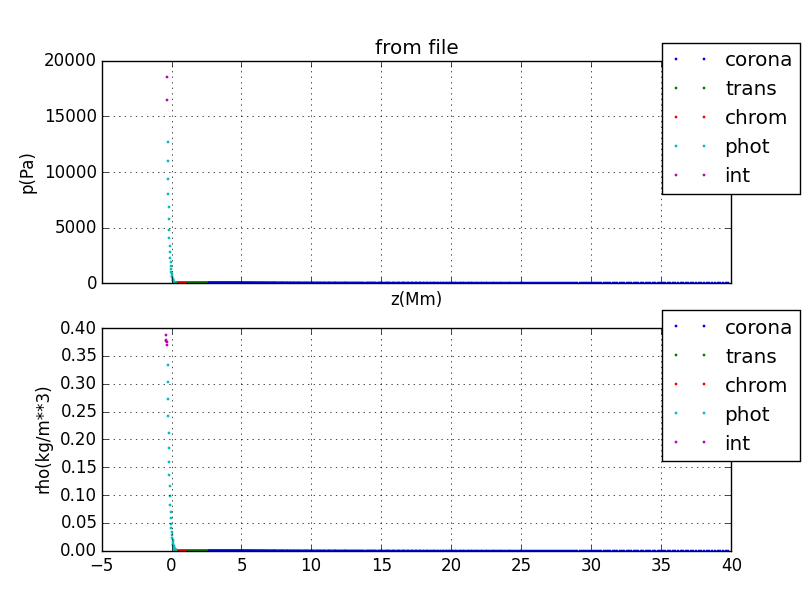 from file
20000
15000
10000
5000
0
p(Pa)
z(Mm)
corona
trans
chrom
phot
int
0.40
0.35
0.30
0.25
0.20
0.15
0.10
0.05
0.00
rho(kg/m**3)
−5 0 5 10 15 20 25 30 35 40
corona
trans
chrom
phot
int